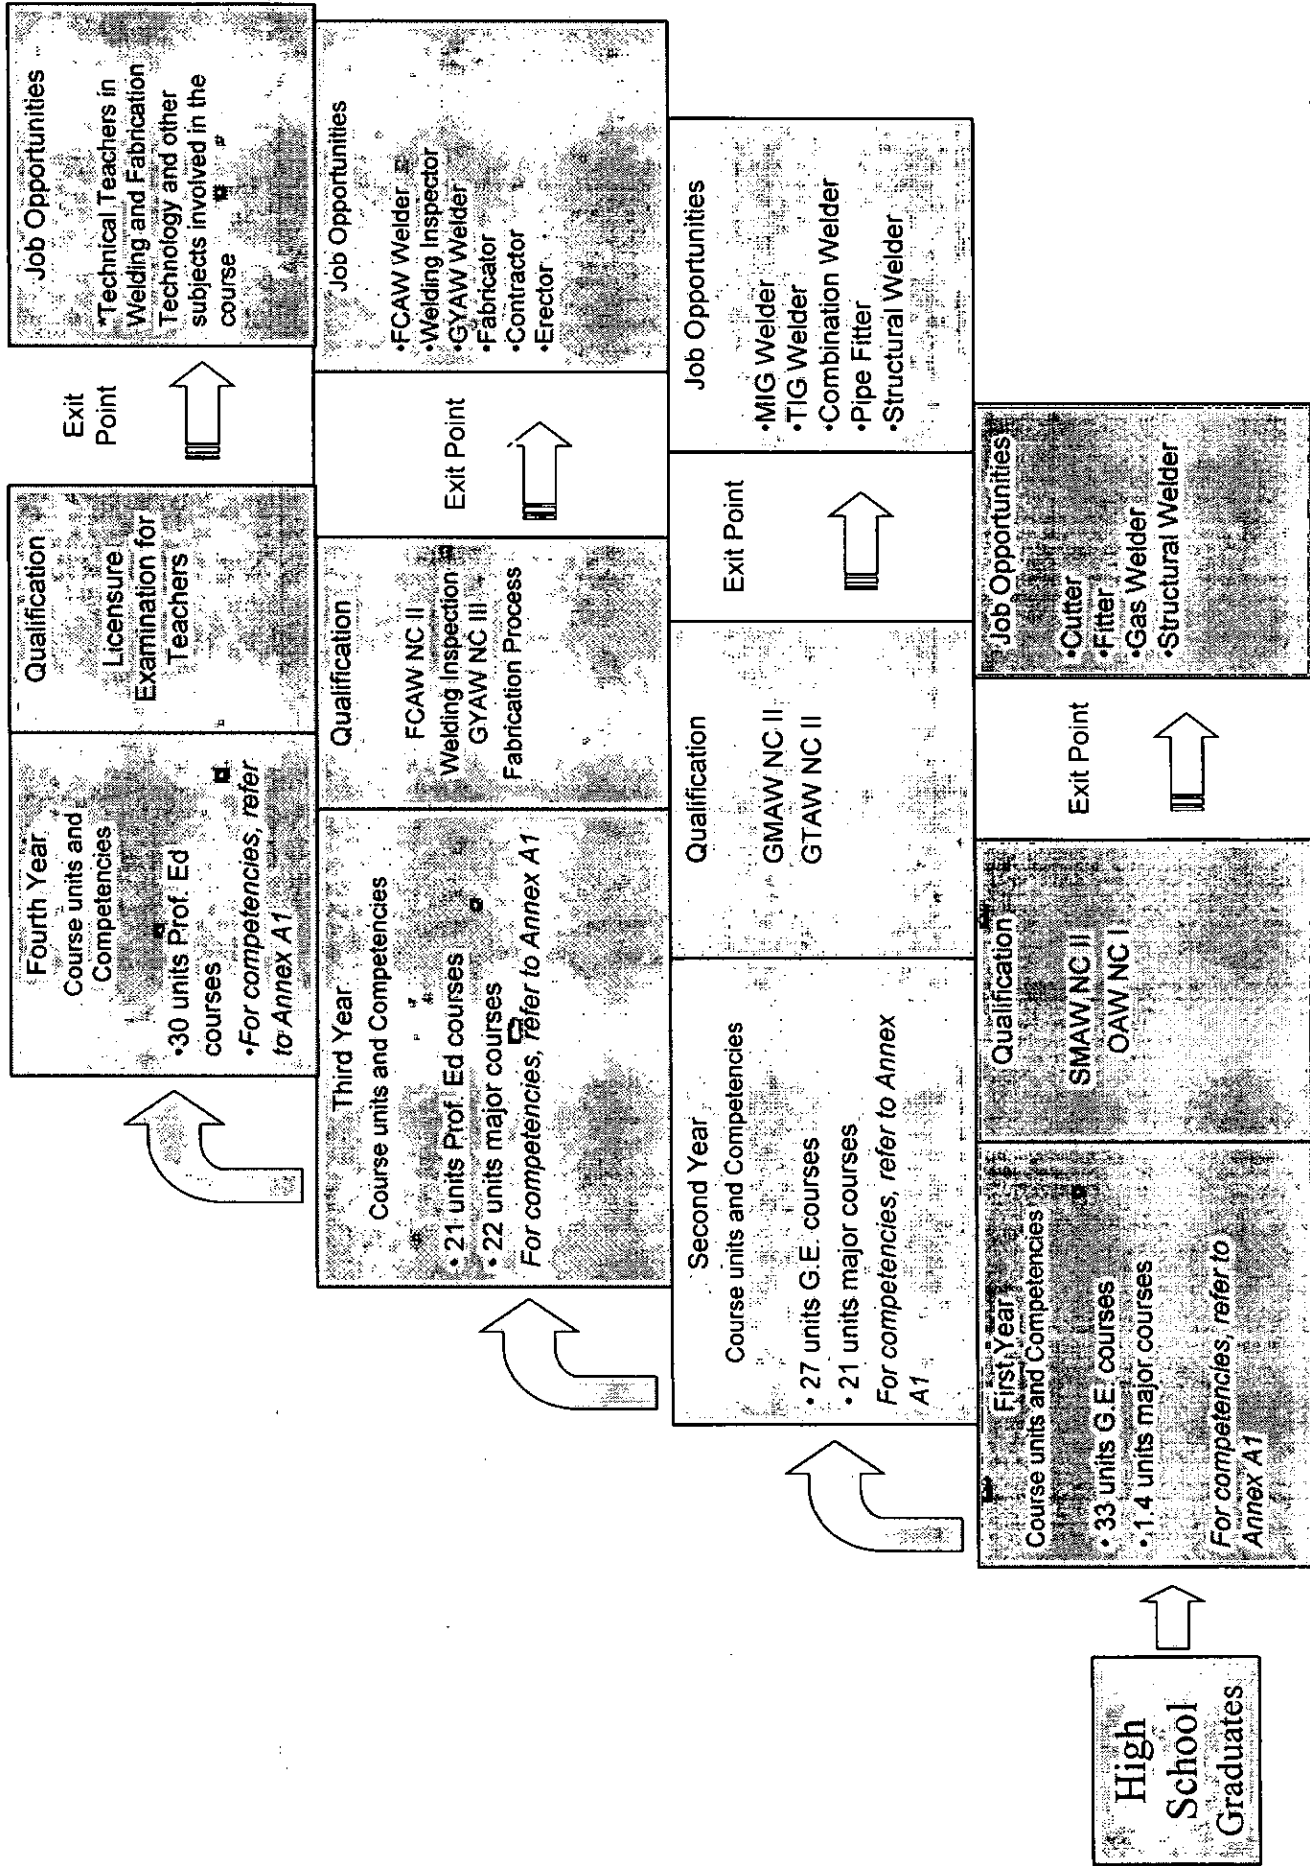 High
School
Graduates
First Year
Course units and Competencies
• 33 units G.E. courses
• 1.4 units major courses
For competencies, refer to
Annex A1
Qualification
SMAW NC II
OAW NC I
Exit Point
Job Opportunities
•Cutter
•Fitter
•Gas Welder
•Structural Welder
Second Year
Course units and Competencies
• 27 units G.E. courses
• 21 units major courses
For competencies, refer to Annex
A1
Qualification
GMAW NC II
GTAW NC II
Exit Point
Job Opportunities
•MIG Welder
•TIG Welder
•Combination Welder
•Pipe Fitter
•Structural Welder
Third Year
Course units and Competencies
• 21 units Prof. Ed courses
• 22 units major courses
For competencies, refer to Annex A1
Qualification
FCAW NC II
Welding Inspection
GYAW NC III
Fabrication Process
Exit Point
Job Opportunities
•FCAW Welder
•Welding Inspector
•GYAW Welder
•Fabricator
•Contractor
•Erector
Fourth Year
Course units and
Competencies
•30 units Prof. Ed
courses
•For competencies, refer
to Annex A1
Qualification
Licensure
Examination for
Teachers
Exit
Point
Job Opportunities
*Technical Teachers in
Welding and Fabrication
Technology and other
subjects involved in the
course